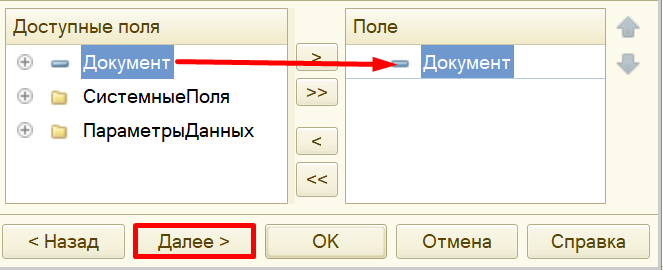 Доступные поля
Поле
Документ
>
Документ
СистемныеПоля
>>
ПараметрыДанных
<
<<
< Назад
Далее >
OK
Отмена
Справка